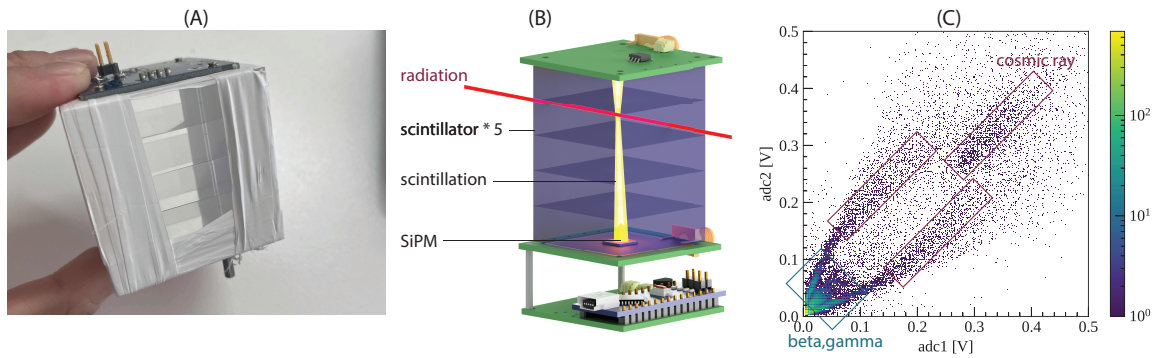 (A)
(B)
radiation
scintillator * 5
scintillation
SiPM
(C)
adc2 [V]
0.5
0.4
0.3
0.2
0.1
0.0
cosmic ray
0.0 0.1 0.2 0.3 0.4 0.5
adc1 [V]
beta,gamma
10²
10¹
10⁰